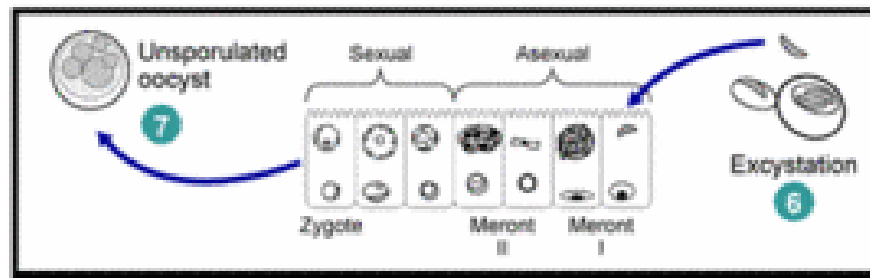 Unsporulated
oocyst
7
Sexual
Asexual
Excystation
6
Zygote
Meront
II
Meront
I